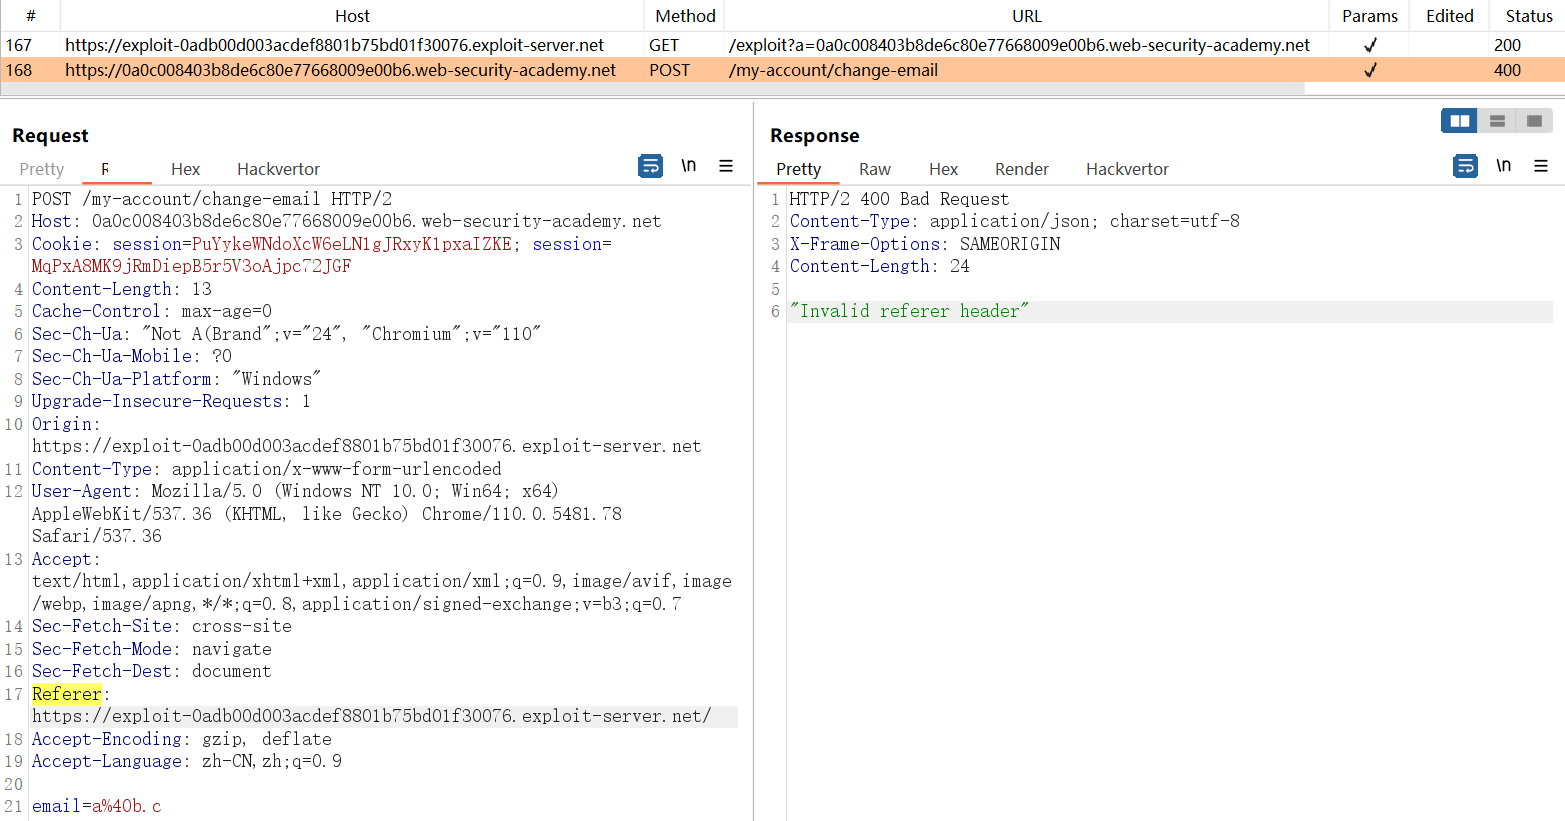 # Host Method URL Params Edited Status
167 https://exploit-0adb00d003acdef8801b75bd01f30076.exploit-server.net GET /exploit?a=0a0c008403b8de6c80e77668009e00b6.web-security-academy.net ✓ 200
168 https://0a0c008403b8de6c80e77668009e00b6.web-security-academy.net POST /my-account/change-email ✓ 400
Request
Pretty R Hex Hackvertor \n
1 POST /my-account/change-email HTTP/2
2 Host: 0a0c008403b8de6c80e77668009e00b6.web-security-academy.net
3 Cookie: session=PuYykeWNdoXcW6eLN1gJRxyK1pxaIZKE; session=
MqPxA8MK9jRmDiepB5r5V3oAjpc72JGF
4 Content-Length: 13
5 Cache-Control: max-age=0
6 Sec-Ch-Ua: "Not A(Brand";v="24", "Chromium";v="110"
7 Sec-Ch-Ua-Mobile: ?0
8 Sec-Ch-Ua-Platform: "Windows"
9 Upgrade-Insecure-Requests: 1
10 Origin:
https://exploit-0adb00d003acdef8801b75bd01f30076.exploit-server.net
11 Content-Type: application/x-www-form-urlencoded
12 User-Agent: Mozilla/5.0 (Windows NT 10.0; Win64; x64)
AppleWebKit/537.36 (KHTML, like Gecko) Chrome/110.0.5481.78
Safari/537.36
13 Accept:
text/html,application/xhtml+xml,application/xml;q=0.9,image/avif,image
/webp,image/apng,*/*;q=0.8,application/signed-exchange;v=b3;q=0.7
14 Sec-Fetch-Site: cross-site
15 Sec-Fetch-Mode: navigate
16 Sec-Fetch-Dest: document
17 Referer:
https://exploit-0adb00d003acdef8801b75bd01f30076.exploit-server.net/
18 Accept-Encoding: gzip, deflate
19 Accept-Language: zh-CN,zh;q=0.9
20
21 email=a%40b.c
Response
Pretty Raw Hex Render Hackvertor \n
1 HTTP/2 400 Bad Request
2 Content-Type: application/json; charset=utf-8
3 X-Frame-Options: SAMEORIGIN
4 Content-Length: 24
5
6 "Invalid referer header"